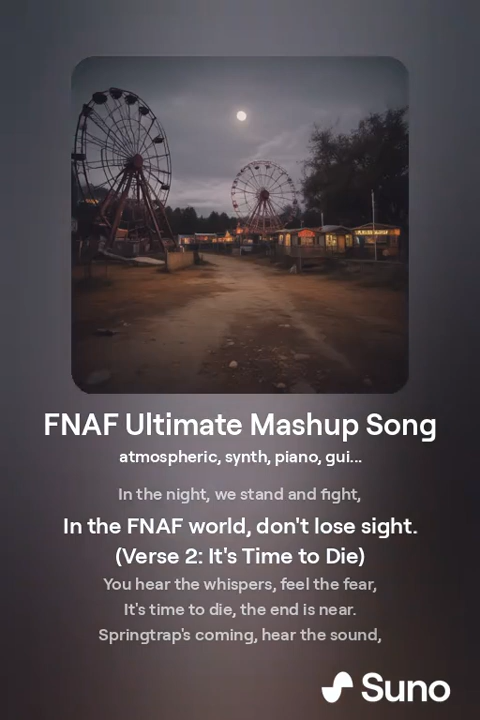 FNAF Ultimate Mashup Song
atmospheric, synth, piano, gui...
In the night, we stand and fight,
In the FNAF world, don't lose sight.
(Verse 2: It's Time to Die)
You hear the whispers, feel the fear,
It's time to die, the end is near.
Springtrap's coming, hear the sound,
Suno